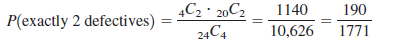 P(exactly 2 defectives) = ₄C₂ · ₂₀C₂ / ₂₄C₄ = 1140 / 10,626 = 190 / 1771